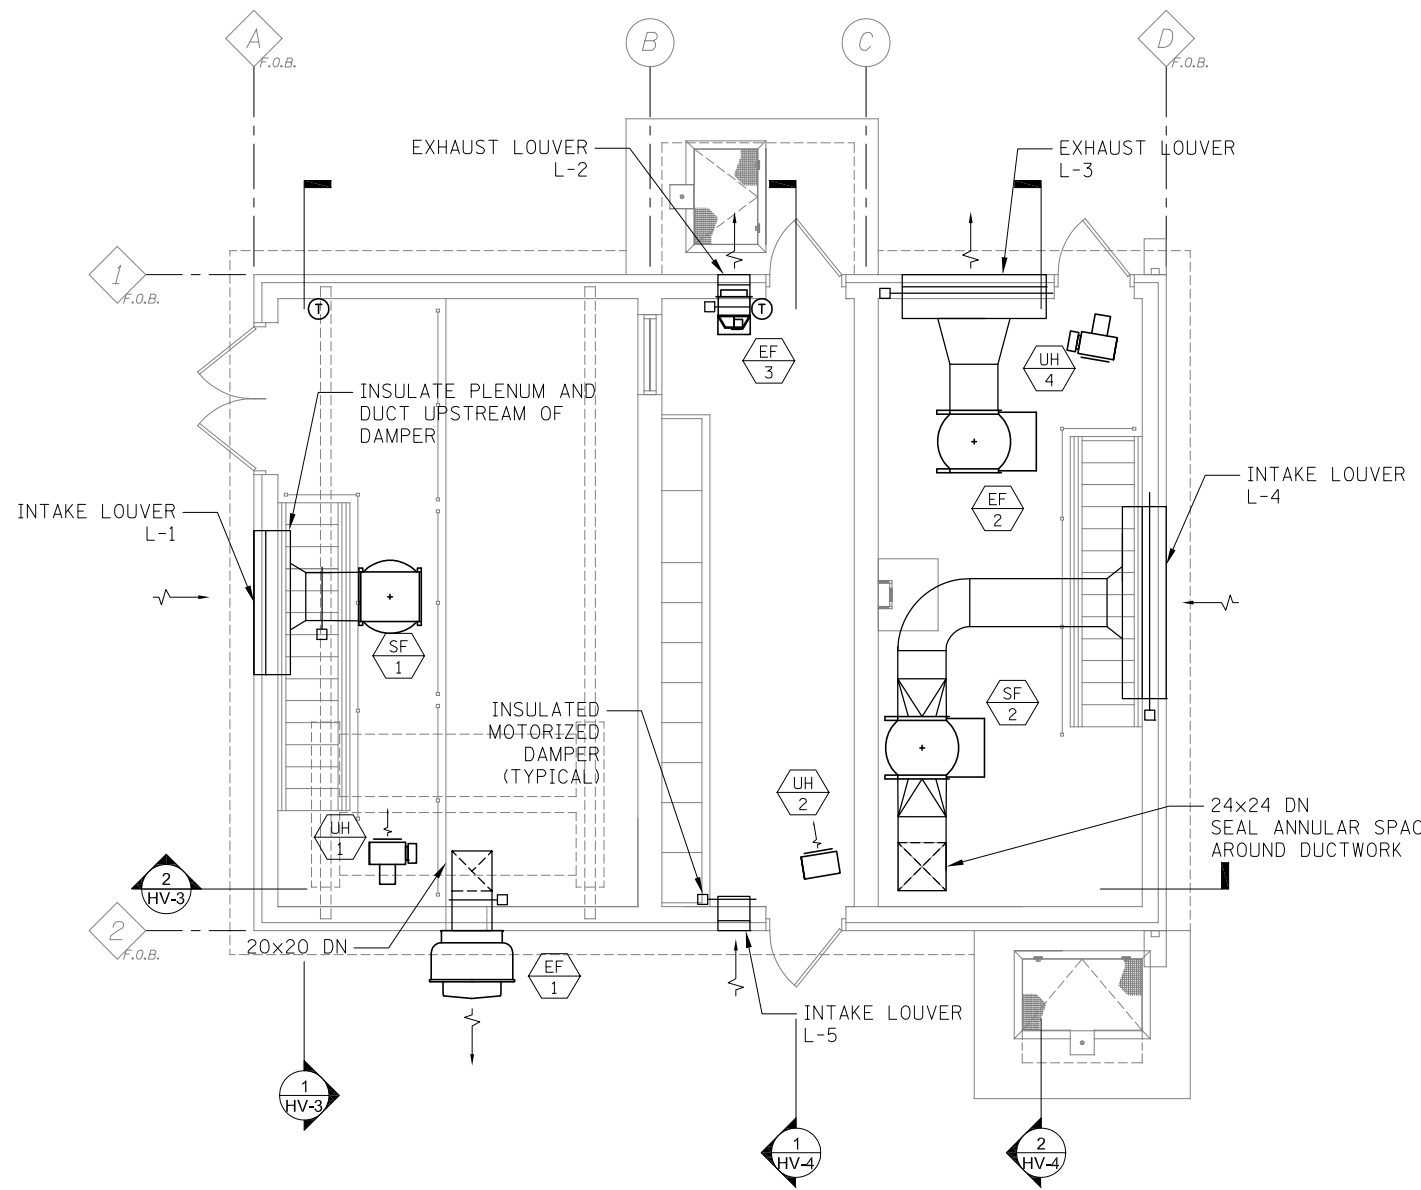 A
F.O.B.
B
C
D
F.O.B.
EXHAUST LOUVER
L-2
EXHAUST LOUVER
L-3
1
F.O.B.
T
T
EF
3
UH
4
INSULATE PLENUM AND
DUCT UPSTREAM OF
DAMPER
INTAKE LOUVER
L-1
INTAKE LOUVER
L-4
EF
2
SF
1
SF
2
INSULATED
MOTORIZED
DAMPER
(TYPICAL)
UH
2
24x24 DN
SEAL ANNULAR SPAC
AROUND DUCTWORK
UH
1
2
HV-3
2
F.O.B.
20x20 DN
EF
1
INTAKE LOUVER
L-5
1
HV-3
1
HV-4
2
HV-4